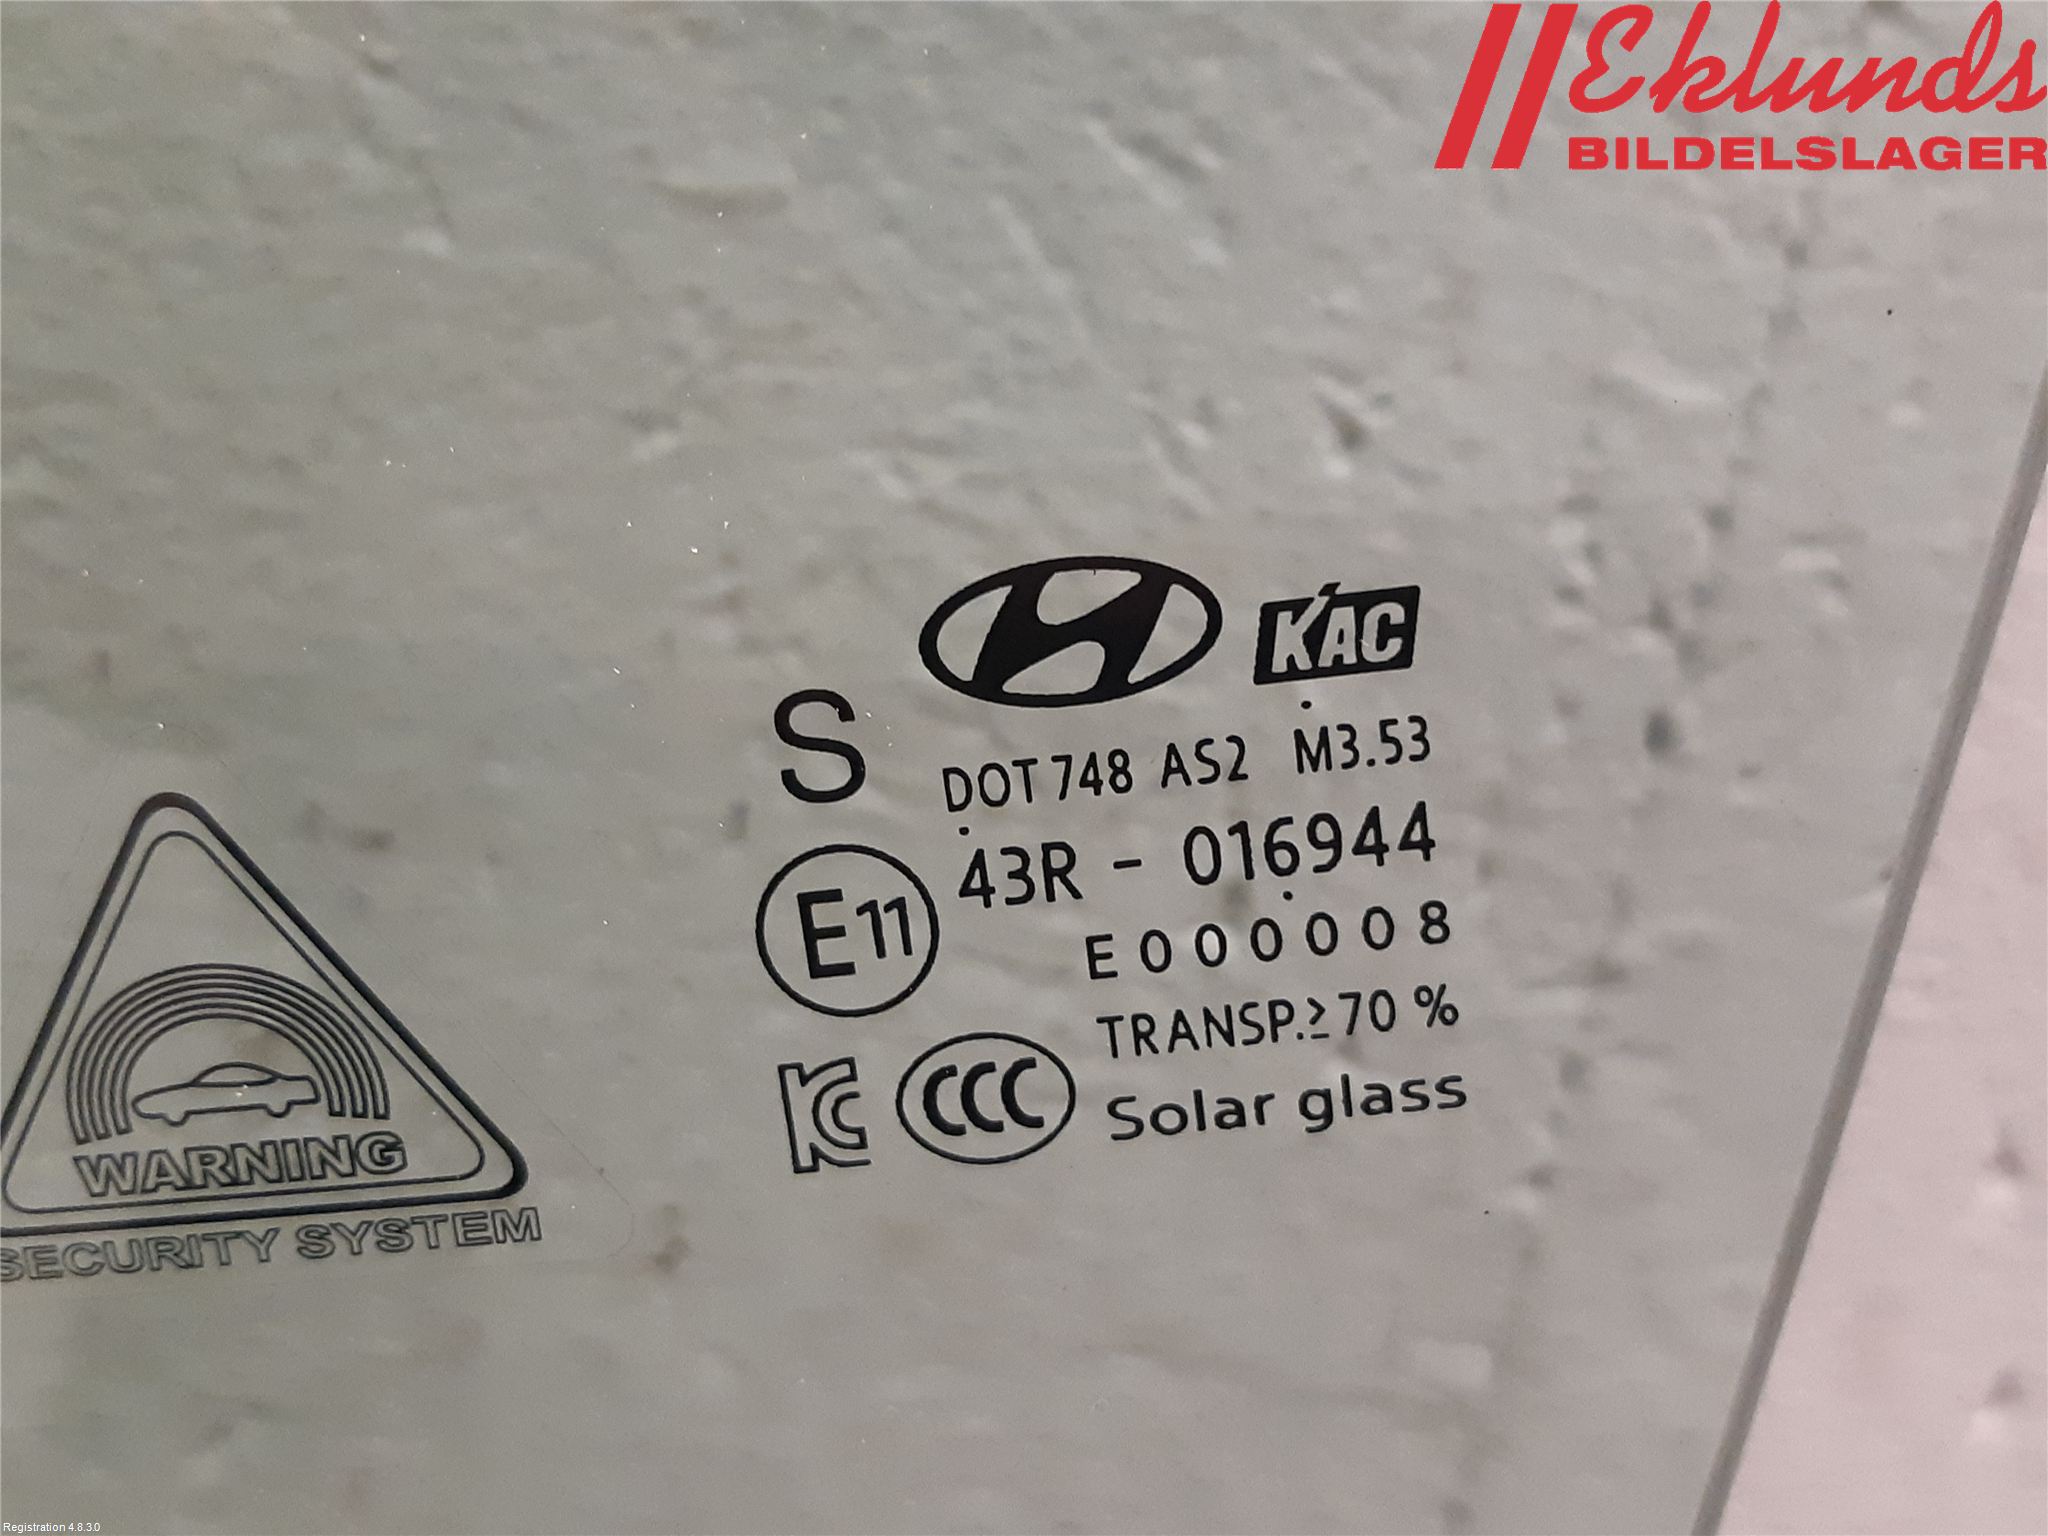 Eklunds
BILDELSLAGER
KAC
S
DOT 748 AS2 M3.53
E11
43R - 016944
E000008
TRANSP.≥70 %
KC CCC Solar glass
WARNING
SECURITY SYSTEM
Registration 4.8.3.0